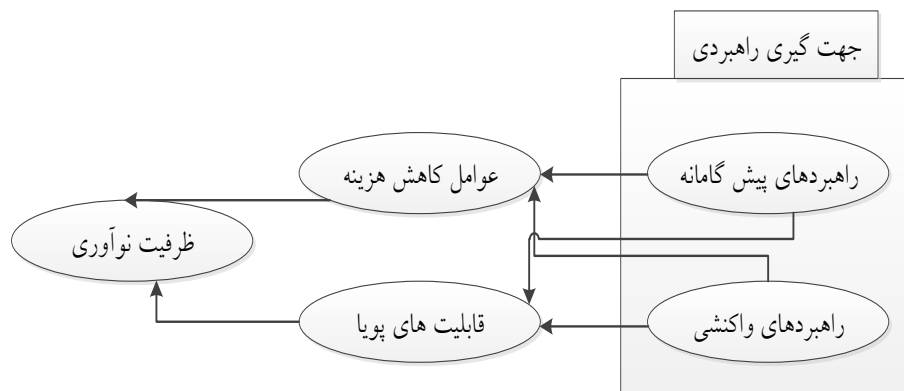 جهت گیری راهبردی
راهبردهای پیش گامانه
عوامل کاهش هزینه
ظرفیت نوآوری
راهبردهای واکنشی
قابلیت های پویا